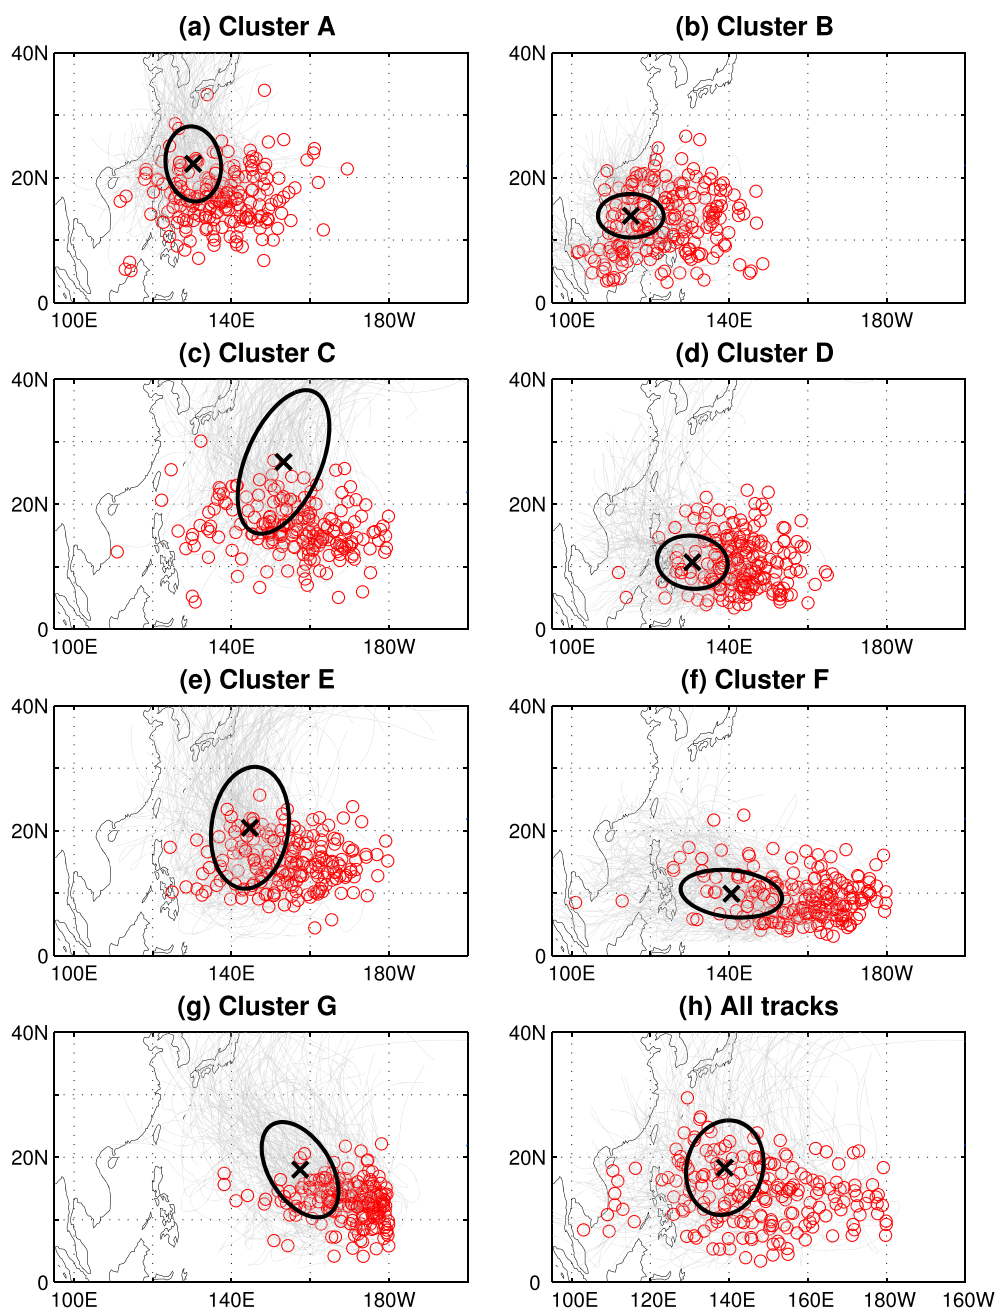 (a) Cluster A
(b) Cluster B
40N
20N
0
100E 140E 180W
40N
20N
0
100E 140E 180W
(c) Cluster C
(d) Cluster D
40N
20N
0
100E 140E 180W
40N
20N
0
100E 140E 180W
(e) Cluster E
(f) Cluster F
40N
20N
0
100E 140E 180W
40N
20N
0
100E 140E 180W
(g) Cluster G
(h) All tracks
40N
20N
0
100E 140E 180W
40N
20N
0
100E 140E 180W 160W